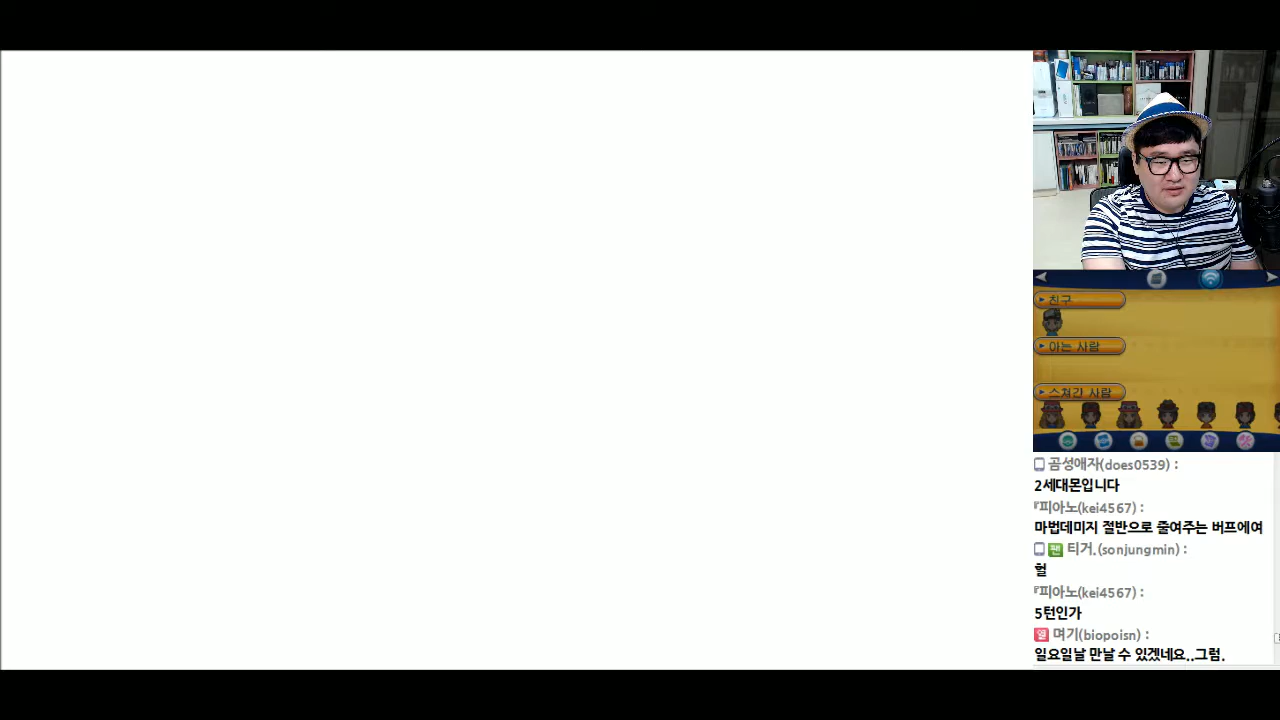 친구
아는 사람
스쳐간 사람
곰성애자(does0539) :
2세대몬입니다
『피아노(kei4567) :
마법데미지 절반으로 줄여주는 버프에여
팬 티거.(sonjungmin) :
헐
『피아노(kei4567) :
5턴인가
열 며기(biopoisn) :
일요일날 만날 수 있겠네요..그럼.